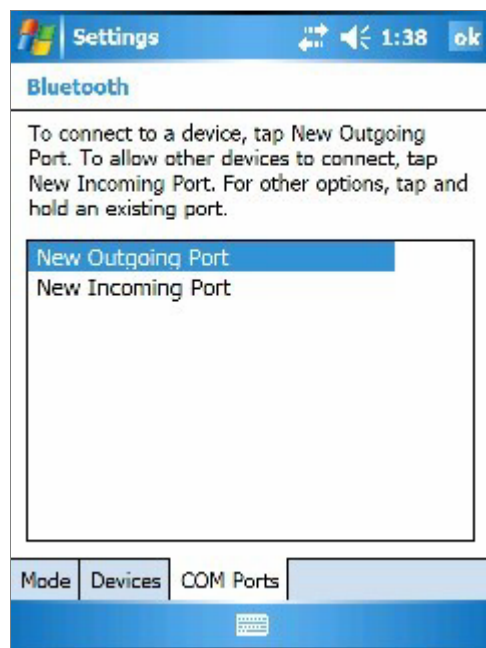 Settings 1:38 ok
Bluetooth
To connect to a device, tap New Outgoing
Port. To allow other devices to connect, tap
New Incoming Port. For other options, tap and
hold an existing port.
New Outgoing Port
New Incoming Port
Mode Devices COM Ports